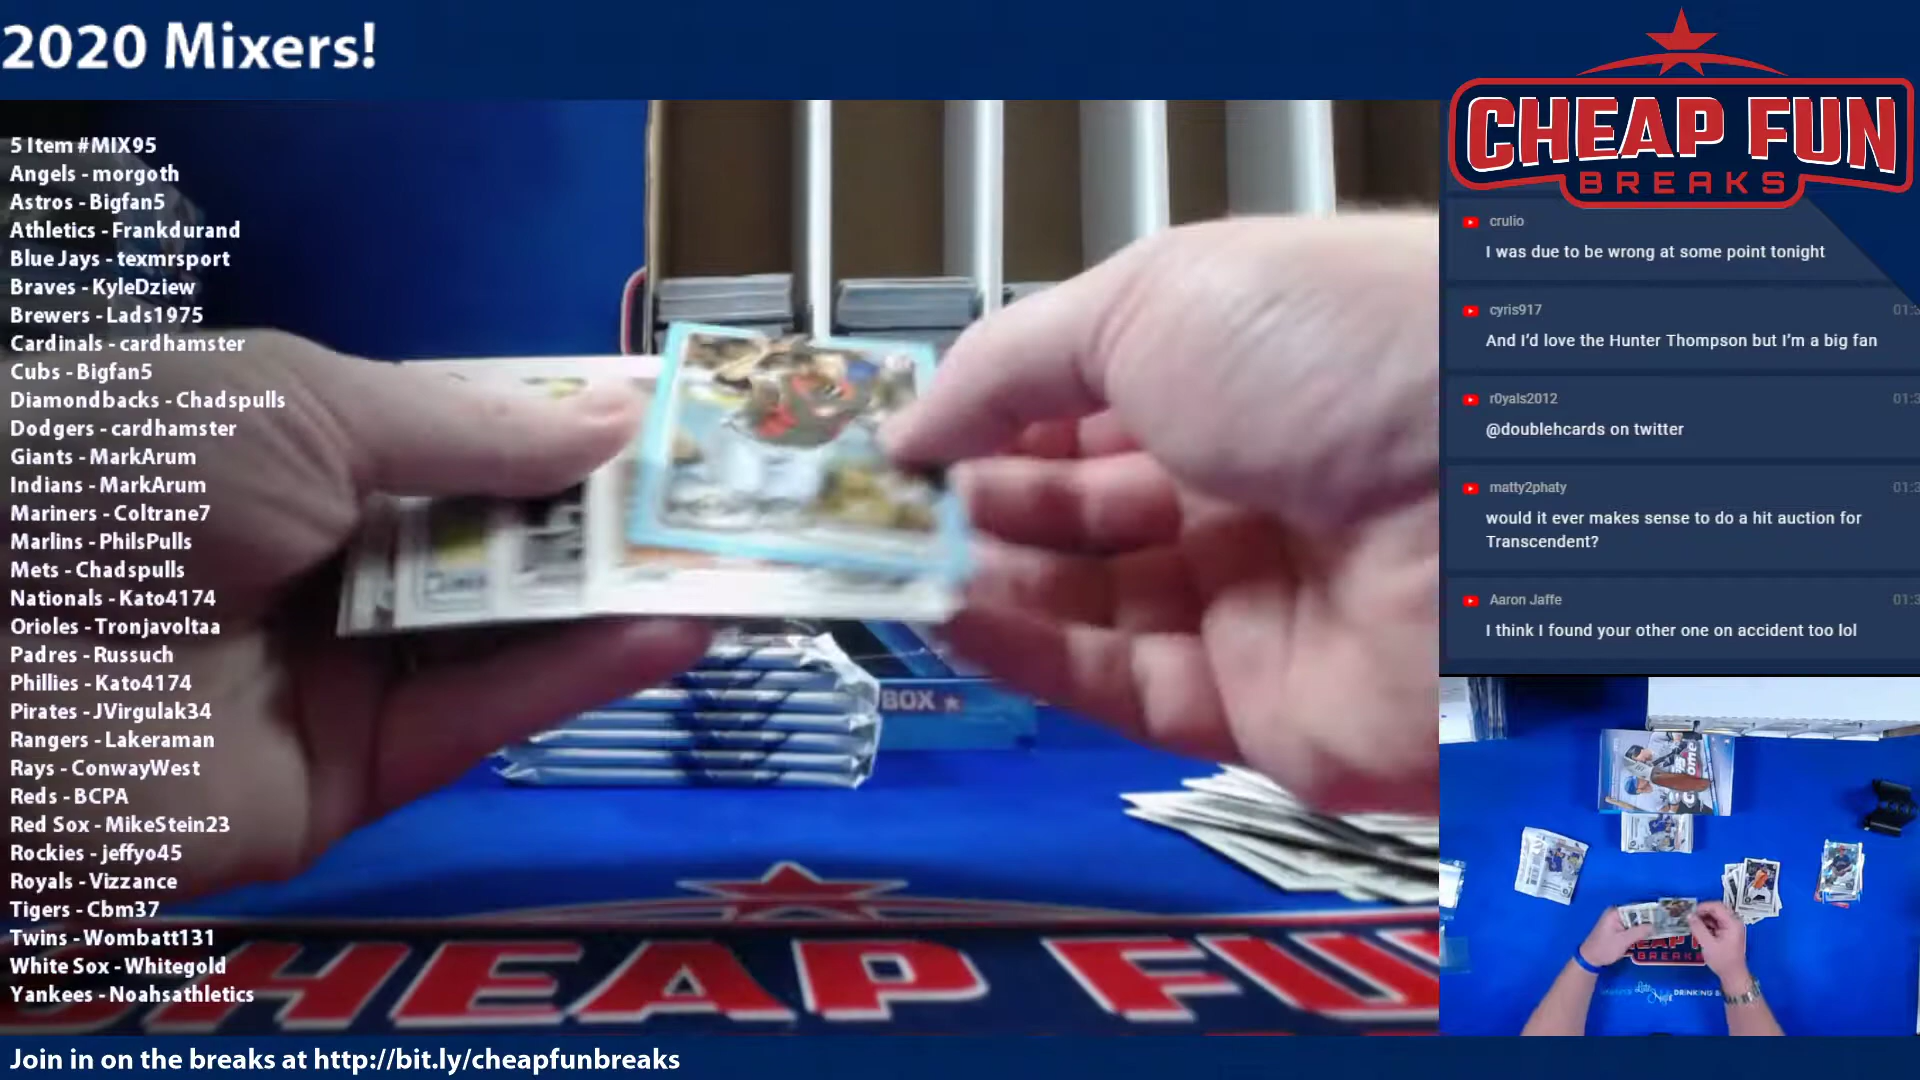 2020 Mixers!
5 Item #MIX95
Angels - morgoth
Astros - Bigfan5
Athletics - Frankdurand
Blue Jays - texmrsport
Braves - KyleDziew
Brewers - Lads1975
Cardinals - cardhamster
Cubs - Bigfan5
Diamondbacks - Chadspulls
Dodgers - cardhamster
Giants - MarkArum
Indians - MarkArum
Mariners - Coltrane7
Marlins - PhilsPulls
Mets - Chadspulls
Nationals - Kato4174
Orioles - Tronjavoltaa
Padres - Russuch
Phillies - Kato4174
Pirates - JVirgulak34
Rangers - Lakeraman
Rays - ConwayWest
Reds - BCPA
Red Sox - MikeStein23
Rockies - jeffyo45
Royals - Vizzance
Tigers - Cbm37
Twins - Wombatt131
White Sox - Whitegold
Yankees - Noahsathletics
BOX
CHEAP FU
Join in on the breaks at http://bit.ly/cheapfunbreaks
CHEAP FUN
BREAKS
crulio
I was due to be wrong at some point tonight
cyris917
And I'd love the Hunter Thompson but I'm a big fan
r0yals2012
@doublehcards on twitter
matty2phaty
would it ever makes sense to do a hit auction for
Transcendent?
Aaron Jaffe
I think I found your other one on accident too lol
BREAKS
DRINKING